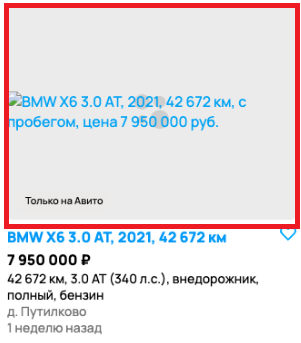 BMW X6 3.0 AT, 2021, 42 672 км, с
пробегом, цена 7 950 000 руб.
Только на Авито
BMW X6 3.0 AT, 2021, 42 672 км
7 950 000 ₽
42 672 км, 3.0 AT (340 л.с.), внедорожник,
полный, бензин
д. Путилково
1 неделю назад